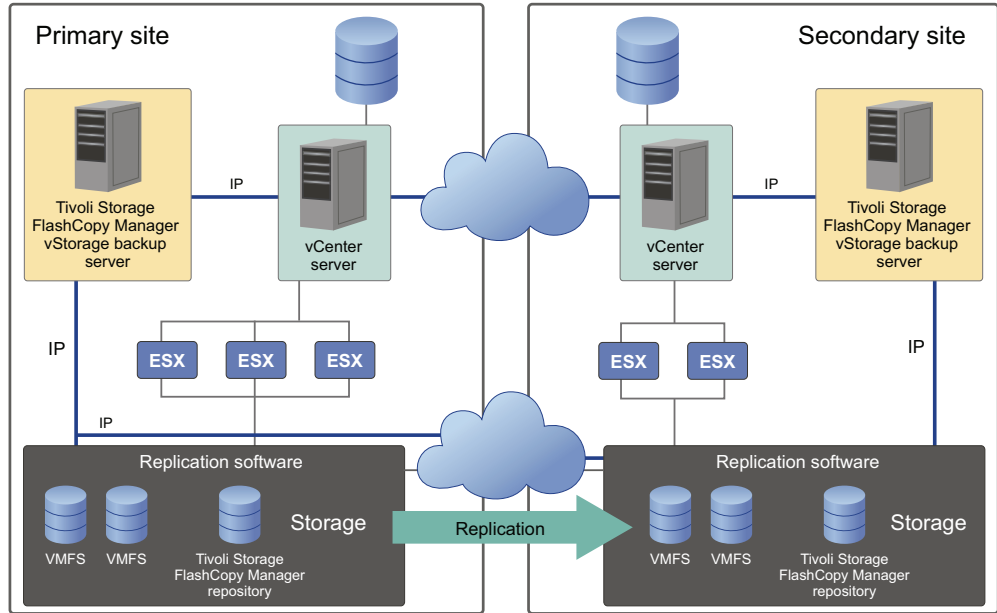 Primary site
Secondary site
IP
IP
Tivoli Storage
FlashCopy Manager
vStorage backup
server
vCenter
server
vCenter
server
Tivoli Storage
FlashCopy Manager
vStorage backup
server
IP
ESX
ESX
ESX
ESX
ESX
IP
IP
Replication software
Storage
VMFS
VMFS
Tivoli Storage
FlashCopy Manager
repository
Replication
Replication software
Storage
VMFS
VMFS
Tivoli Storage
FlashCopy Manager
repository